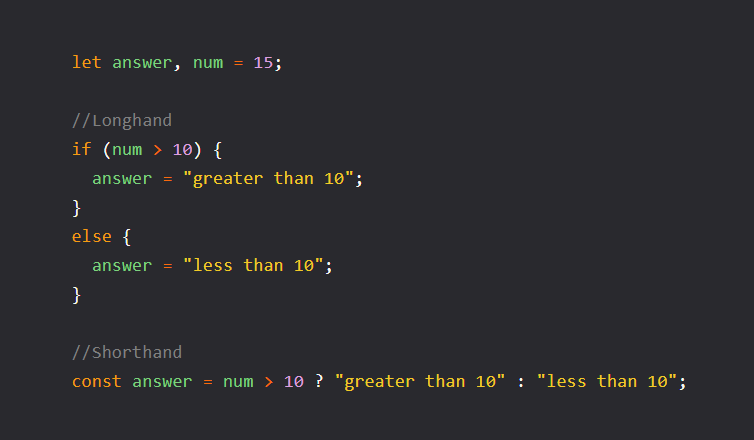 let answer, num = 15;
//Longhand
if (num > 10) {
  answer = "greater than 10";
}
else {
  answer = "less than 10";
}
//Shorthand
const answer = num > 10 ? "greater than 10" : "less than 10";